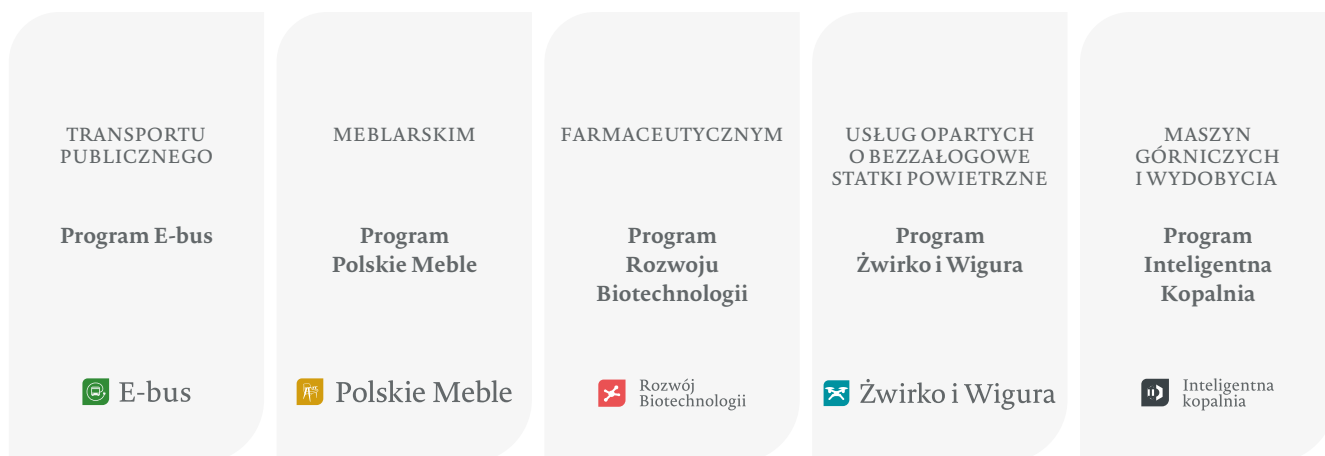 TRANSPORTU
PUBLICZNEGO
Program E-bus
E-bus
MEBLARSKIM
Program
Polskie Meble
Polskie Meble
FARMACEUTYCZNYM
Program
Rozwoju
Biotechnologii
Rozwój
Biotechnologii
USŁUG OPARTYCH
O BEZZAŁOGOWE
STATKI POWIETRZNE
Program
Żwirko i Wigura
Żwirko i Wigura
MASZYN
GÓRNICZYCH
I WYDOBYCIA
Program
Inteligentna
Kopalnia
Inteligentna
kopalnia